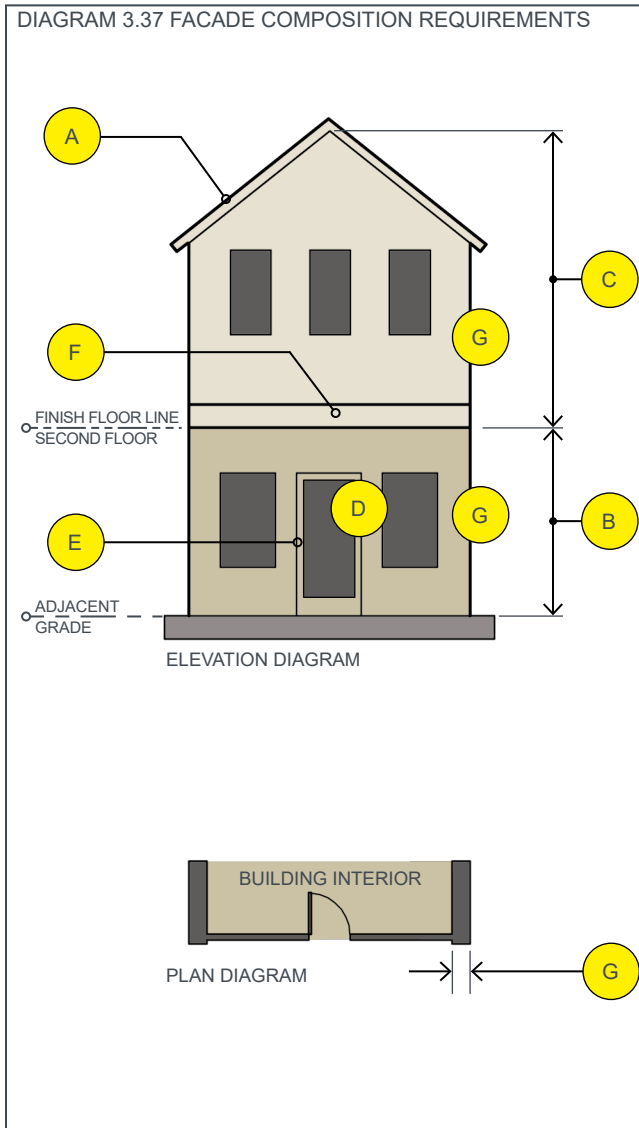 DIAGRAM 3.37 FACADE COMPOSITION REQUIREMENTS
A
C
F
G
FINISH FLOOR LINE
SECOND FLOOR
D
G
B
E
ADJACENT
GRADE
ELEVATION DIAGRAM
BUILDING INTERIOR
PLAN DIAGRAM
G